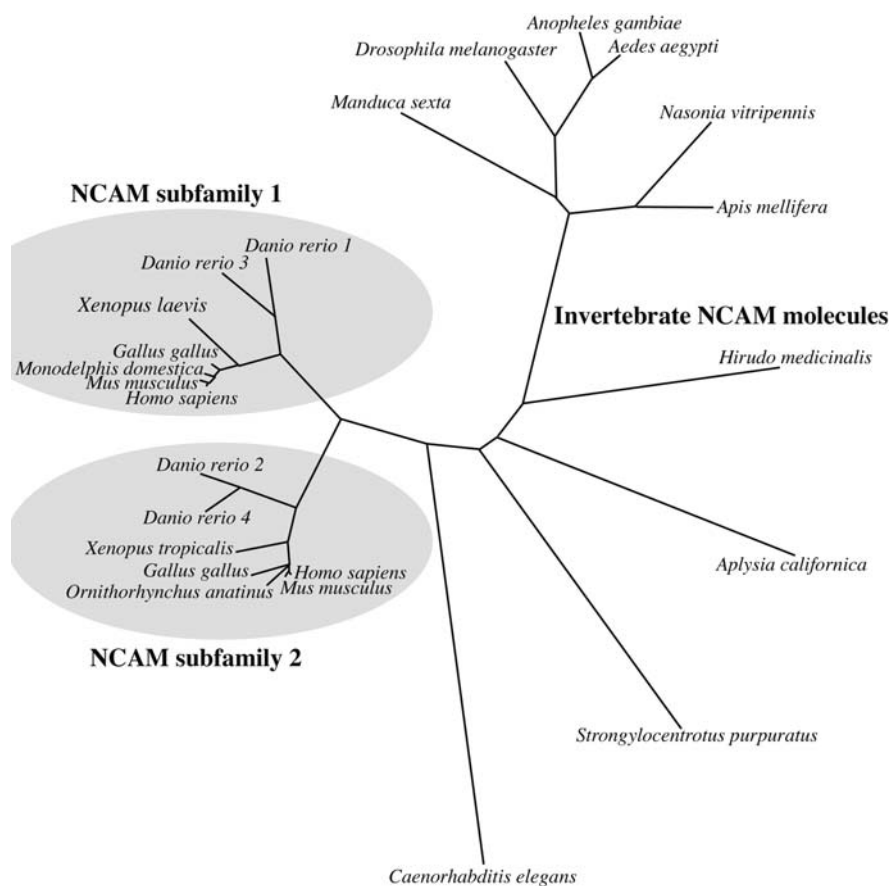 Anopheles gambiae
Drosophila melanogaster
Aedes aegypti
Manduca sexta
Nasonia vitripennis
NCAM subfamily 1
Apis mellifera
Danio rerio 1
Danio rerio 3
Xenopus laevis
Invertebrate NCAM molecules
Gallus gallus
Hirudo medicinalis
Monodelphis domestica
Mus musculus
Homo sapiens
Danio rerio 2
Danio rerio 4
Xenopus tropicalis
Gallus gallus
Homo sapiens
Aplysia californica
Ornithorhynchus anatinus
Mus musculus
NCAM subfamily 2
Strongylocentrotus purpuratus
Caenorhabditis elegans